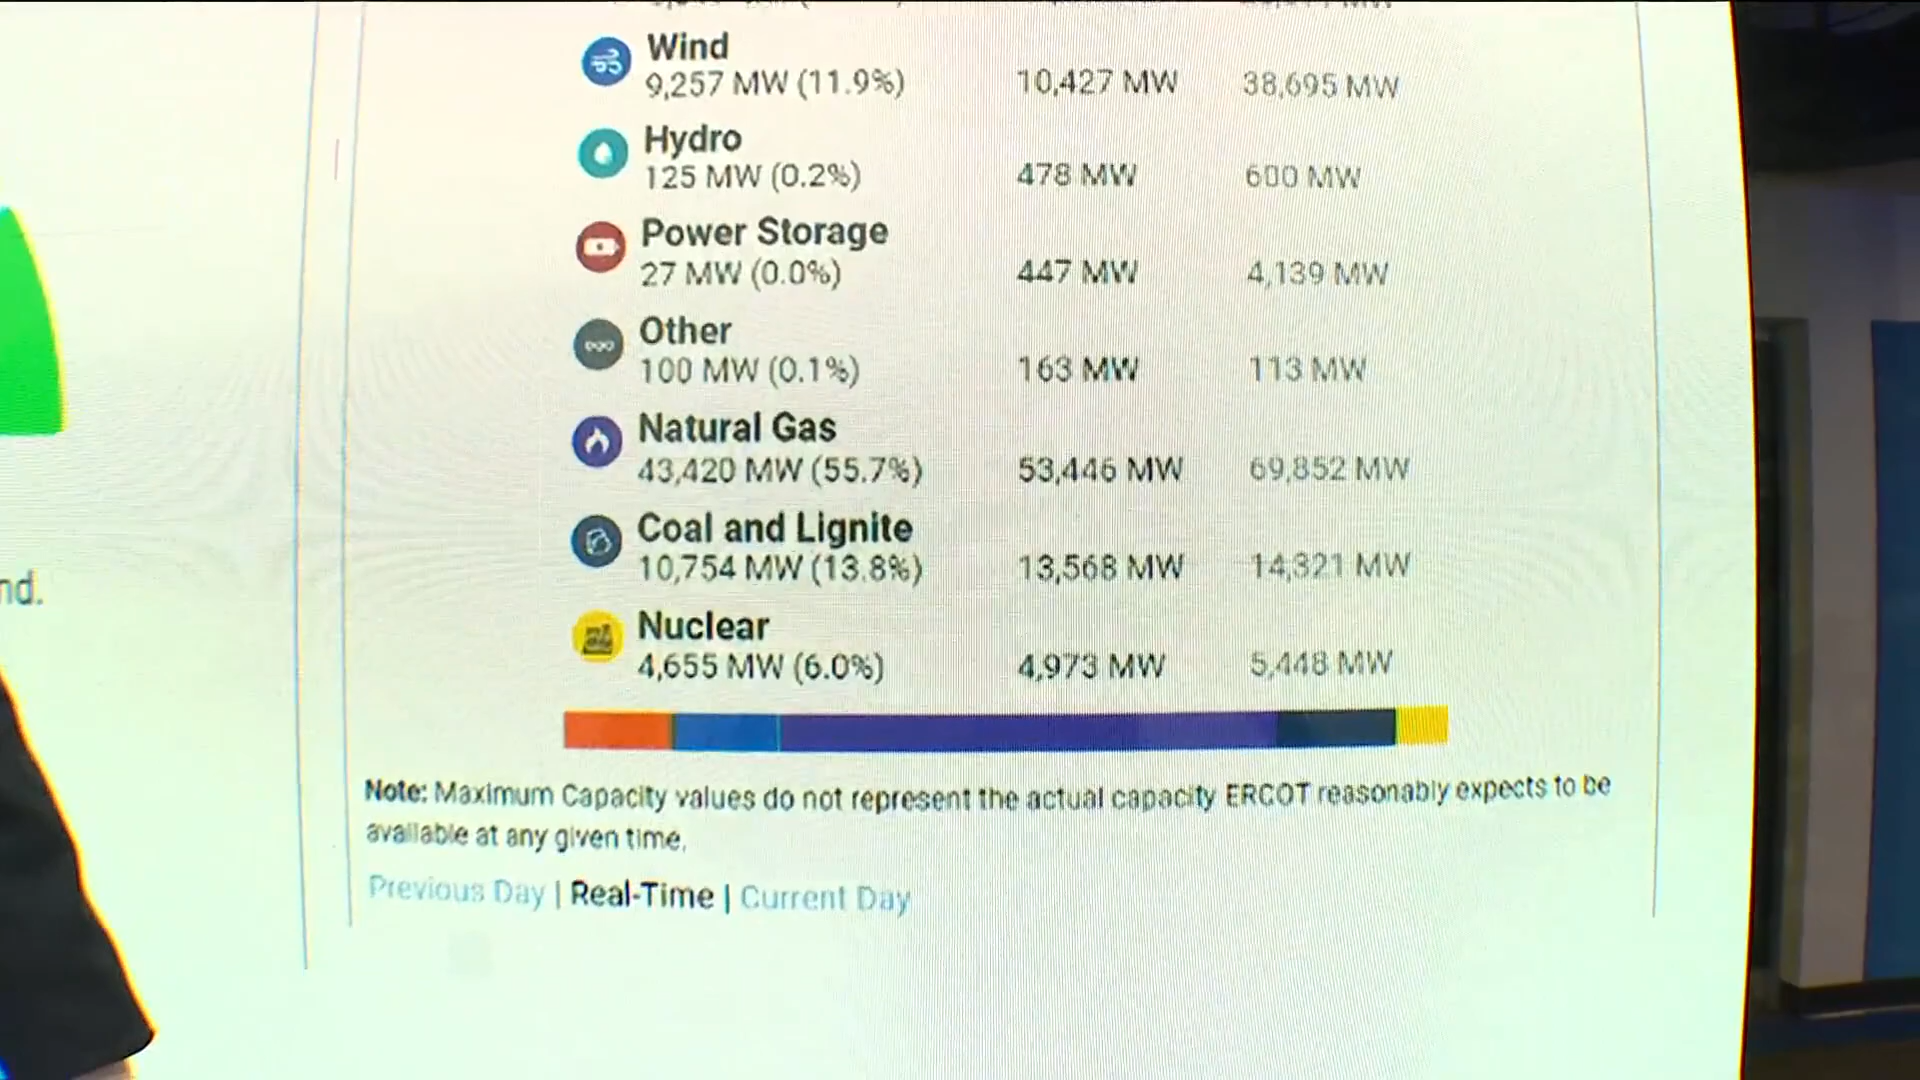 Wind
9,257 MW (11.9%) 10,427 MW 38,695 MW
Hydro
125 MW (0.2%) 478 MW 600 MW
Power Storage
27 MW (0.0%) 447 MW 4,139 MW
Other
100 MW (0.1%) 163 MW 113 MW
Natural Gas
43,420 MW (55.7%) 53,446 MW 69,852 MW
Coal and Lignite
10,754 MW (13.8%) 13,568 MW 14,321 MW
nd.
Nuclear
4,655 MW (6.0%) 4,973 MW 5,448 MW
Note: Maximum Capacity values do not represent the actual capacity ERCOT reasonably expects to be
available at any given time.
Previous Day | Real-Time | Current Day